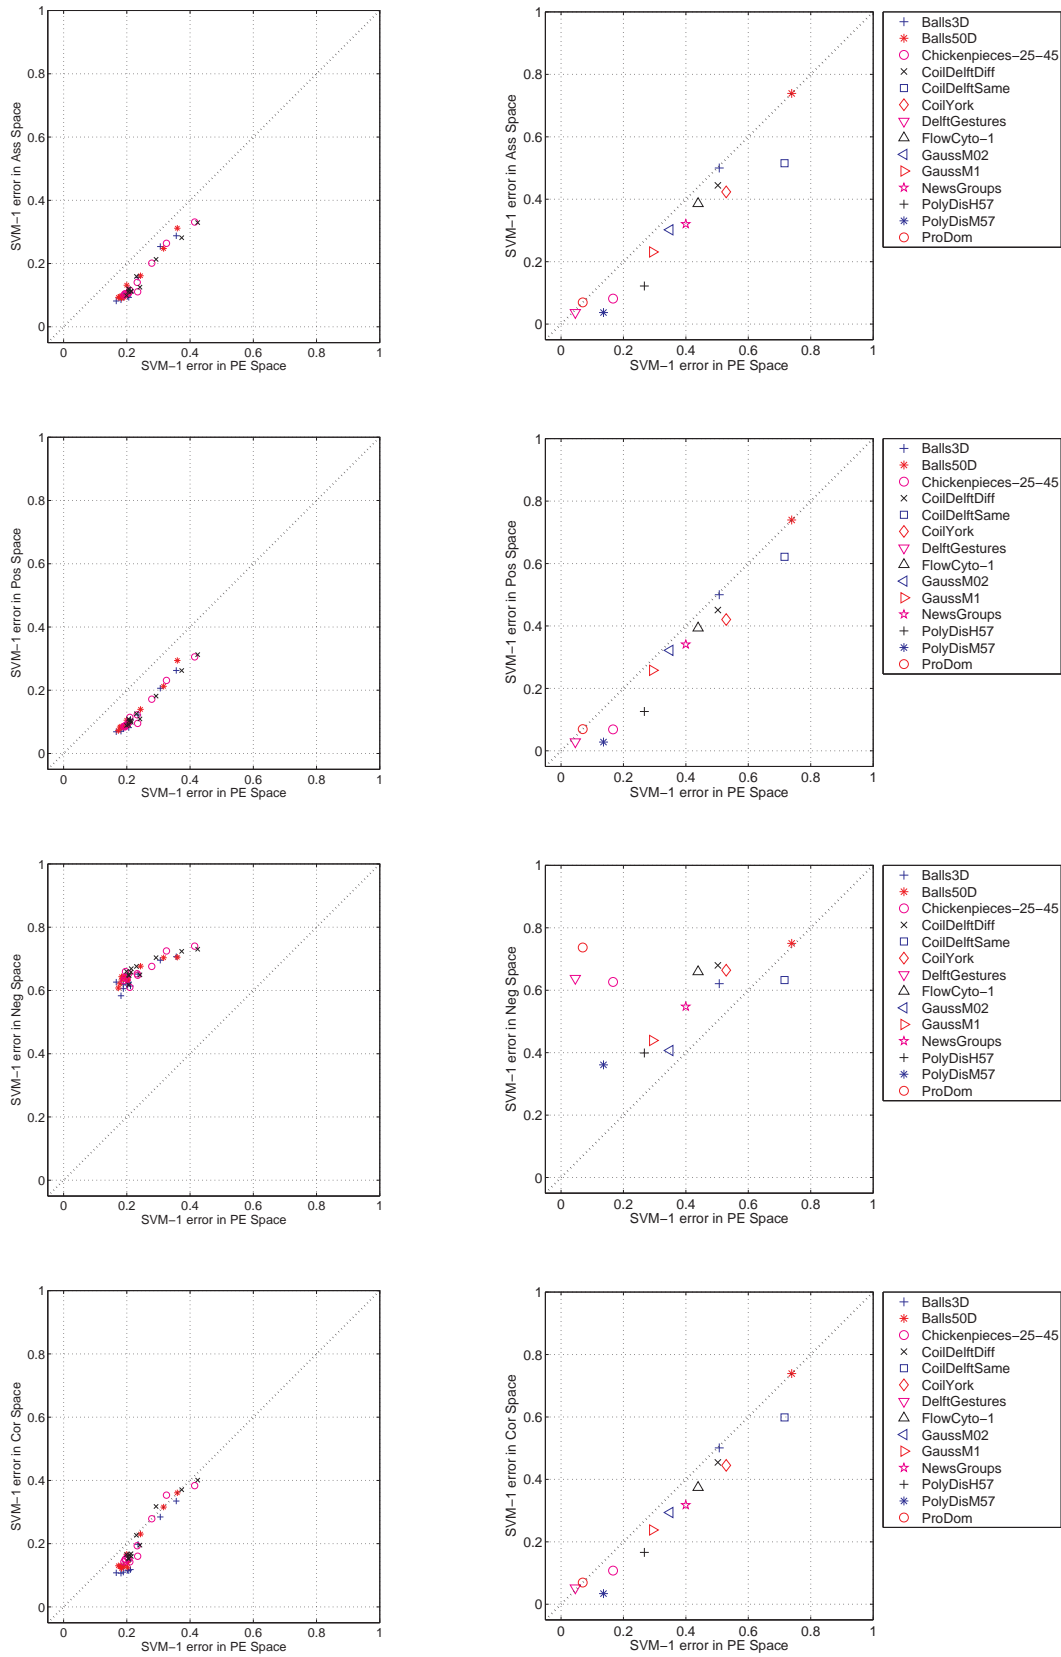 1
0.8
0.6
0.4
0.2
0
SVM−1 error in Ass Space
0 0.2 0.4 0.6 0.8 1
SVM−1 error in PE Space
1
0.8
0.6
0.4
0.2
0
SVM−1 error in Ass Space
0 0.2 0.4 0.6 0.8 1
SVM−1 error in PE Space
Balls3D
Balls50D
Chickenpieces−25−45
CoilDelftDiff
CoilDelftSame
CoilYork
DelftGestures
FlowCyto−1
GaussM02
GaussM1
NewsGroups
PolyDisH57
PolyDisM57
ProDom
1
0.8
0.6
0.4
0.2
0
SVM−1 error in Pos Space
0 0.2 0.4 0.6 0.8 1
SVM−1 error in PE Space
1
0.8
0.6
0.4
0.2
0
SVM−1 error in Pos Space
0 0.2 0.4 0.6 0.8 1
SVM−1 error in PE Space
Balls3D
Balls50D
Chickenpieces−25−45
CoilDelftDiff
CoilDelftSame
CoilYork
DelftGestures
FlowCyto−1
GaussM02
GaussM1
NewsGroups
PolyDisH57
PolyDisM57
ProDom
1
0.8
0.6
0.4
0.2
0
SVM−1 error in Neg Space
0 0.2 0.4 0.6 0.8 1
SVM−1 error in PE Space
1
0.8
0.6
0.4
0.2
0
SVM−1 error in Neg Space
0 0.2 0.4 0.6 0.8 1
SVM−1 error in PE Space
Balls3D
Balls50D
Chickenpieces−25−45
CoilDelftDiff
CoilDelftSame
CoilYork
DelftGestures
FlowCyto−1
GaussM02
GaussM1
NewsGroups
PolyDisH57
PolyDisM57
ProDom
1
0.8
0.6
0.4
0.2
0
SVM−1 error in Cor Space
0 0.2 0.4 0.6 0.8 1
SVM−1 error in PE Space
1
0.8
0.6
0.4
0.2
0
SVM−1 error in Cor Space
0 0.2 0.4 0.6 0.8 1
SVM−1 error in PE Space
Balls3D
Balls50D
Chickenpieces−25−45
CoilDelftDiff
CoilDelftSame
CoilYork
DelftGestures
FlowCyto−1
GaussM02
GaussM1
NewsGroups
PolyDisH57
PolyDisM57
ProDom